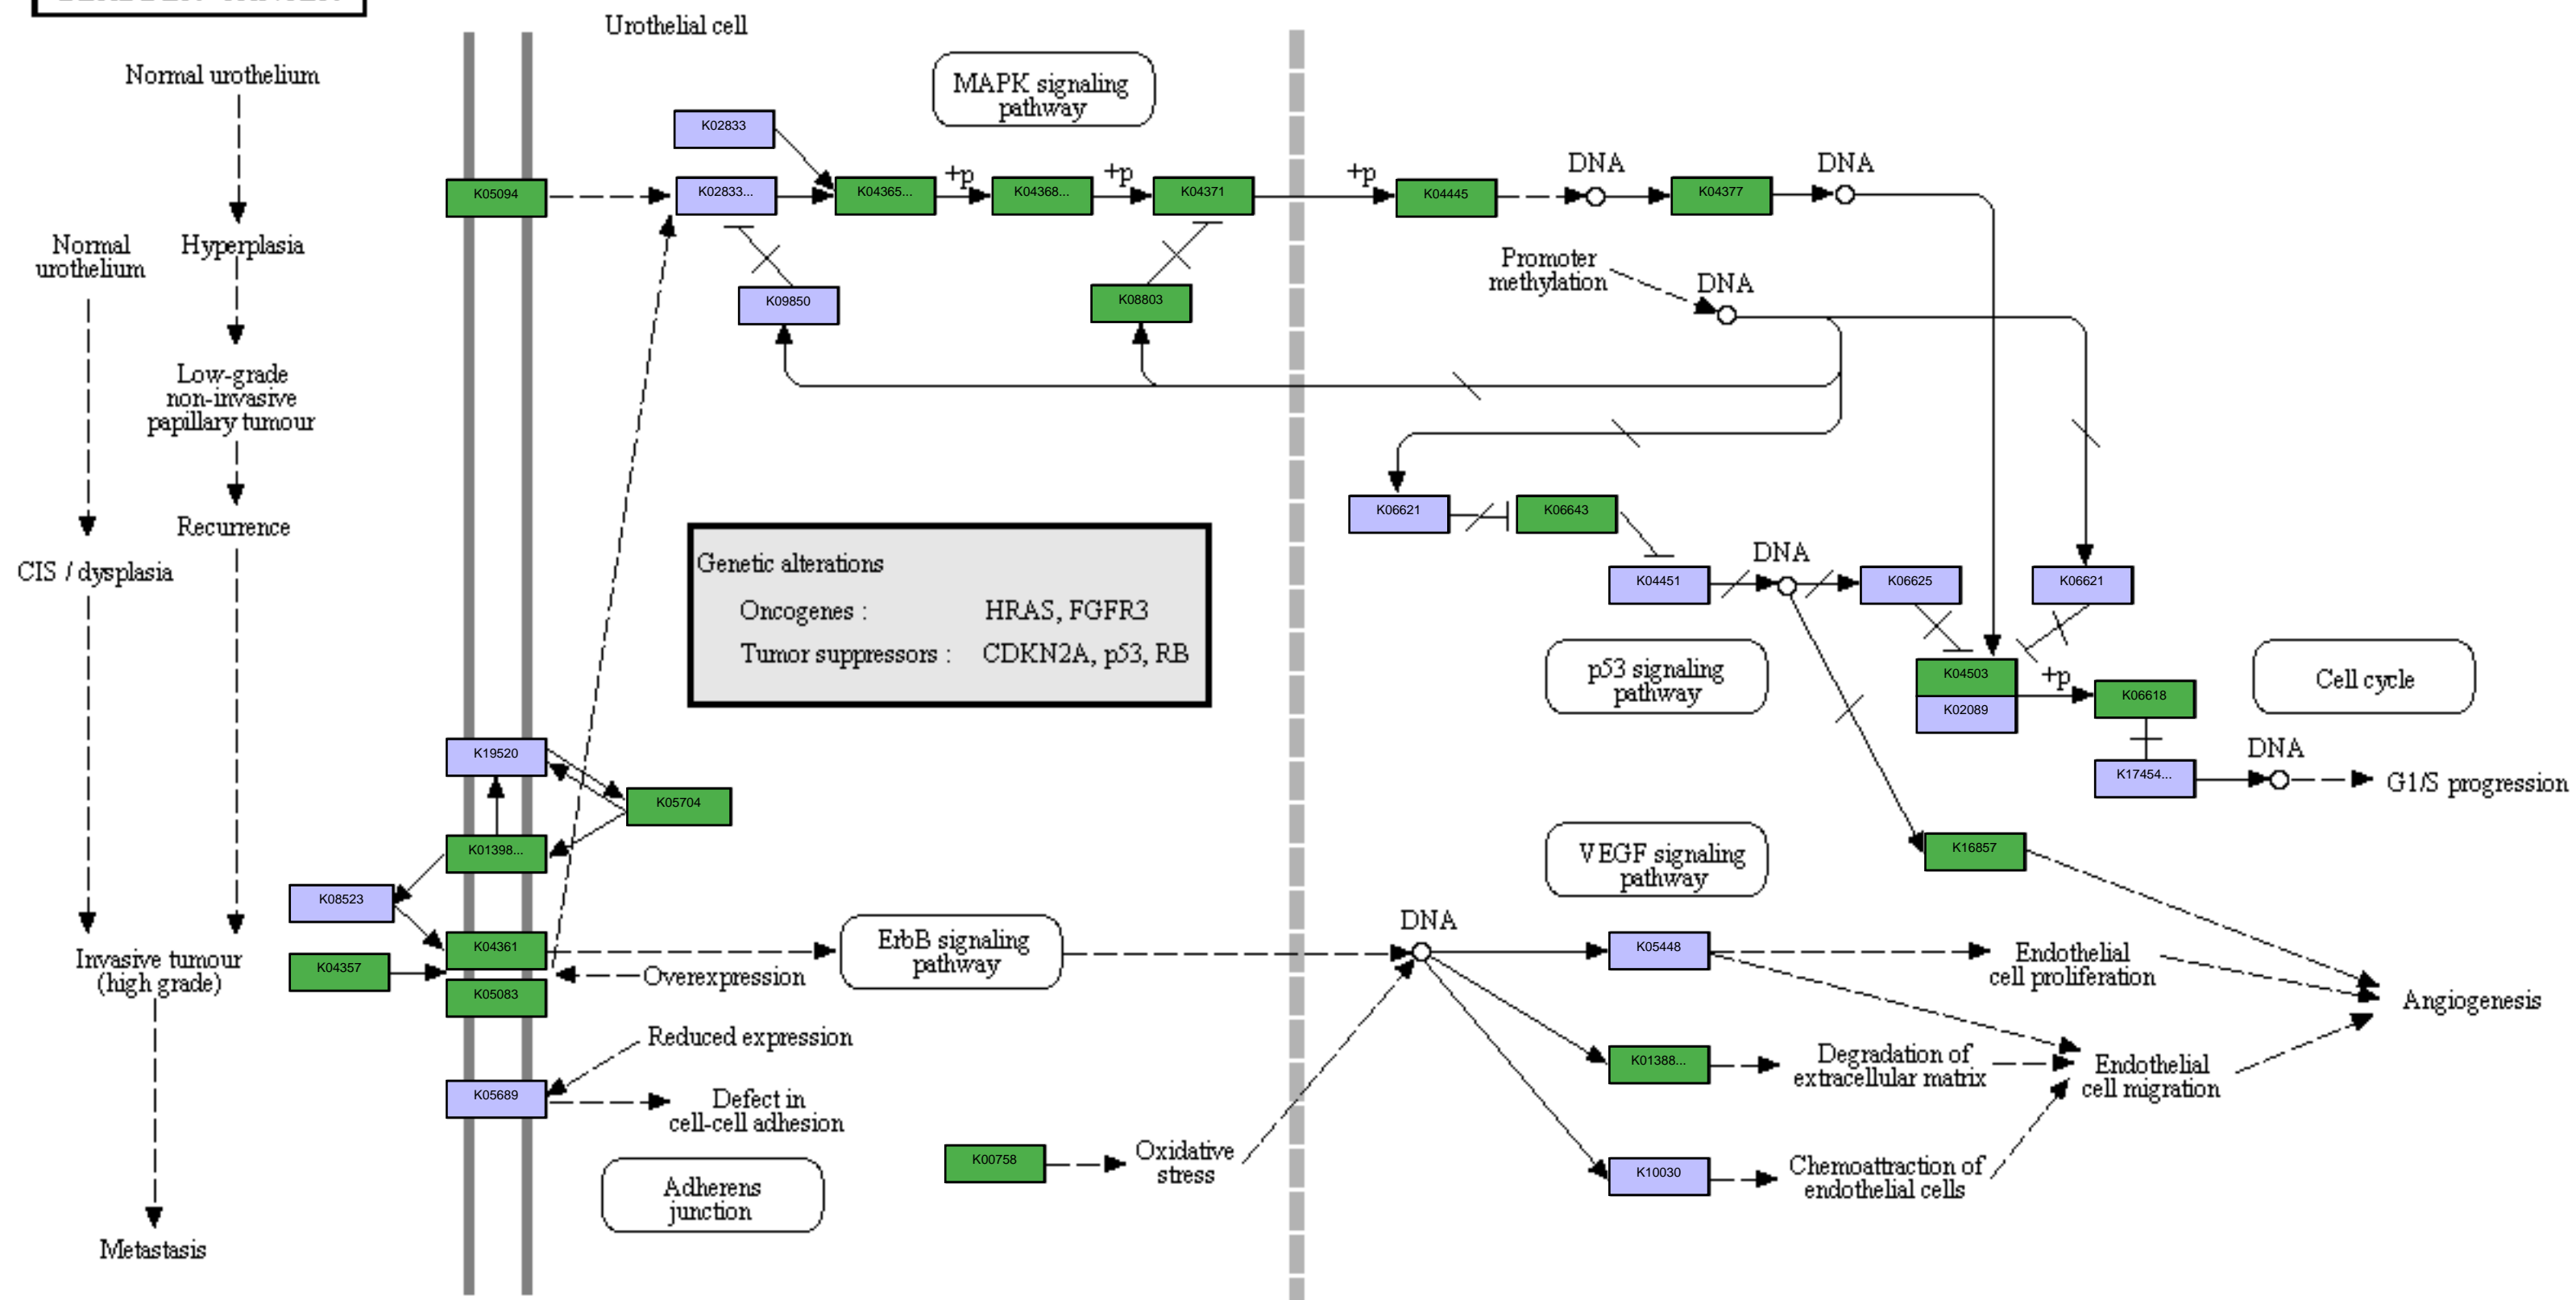 Urothelial cell
Normal urothelium
MAPK signaling
pathway
K02833
K05094
K02833...
K04365...
+p
K04368...
+p
K04371
+p
K04445
DNA
K04377
DNA
Normal
urothelium
Hyperplasia
K09850
K08803
Promoter
methylation
DNA
Low-grade
non-invasive
papillary tumour
Recurrence
CIS / dysplasia
K06621
K06643
Genetic alterations
Oncogenes : HRAS, FGFR3
Tumor suppressors : CDKN2A, p53, RB
K04451
DNA
K06625
K06621
p53 signaling
pathway
K04503
K02089
+p
K06618
Cell cycle
K17454...
DNA
G1/S progression
K19520
K05704
K01398...
K08523
K04361
K04357
K05083
Overexpression
ErbB signaling
pathway
VEGF signaling
pathway
K16857
DNA
K05448
Endothelial
cell proliferation
Angiogenesis
Invasive tumour
(high grade)
Reduced expression
K05689
Defect in
cell-cell adhesion
K01388...
Degradation of
extracellular matrix
Endothelial
cell migration
K00758
Oxidative
stress
K10030
Chemoattraction of
endothelial cells
Adherens
junction
Metastasis